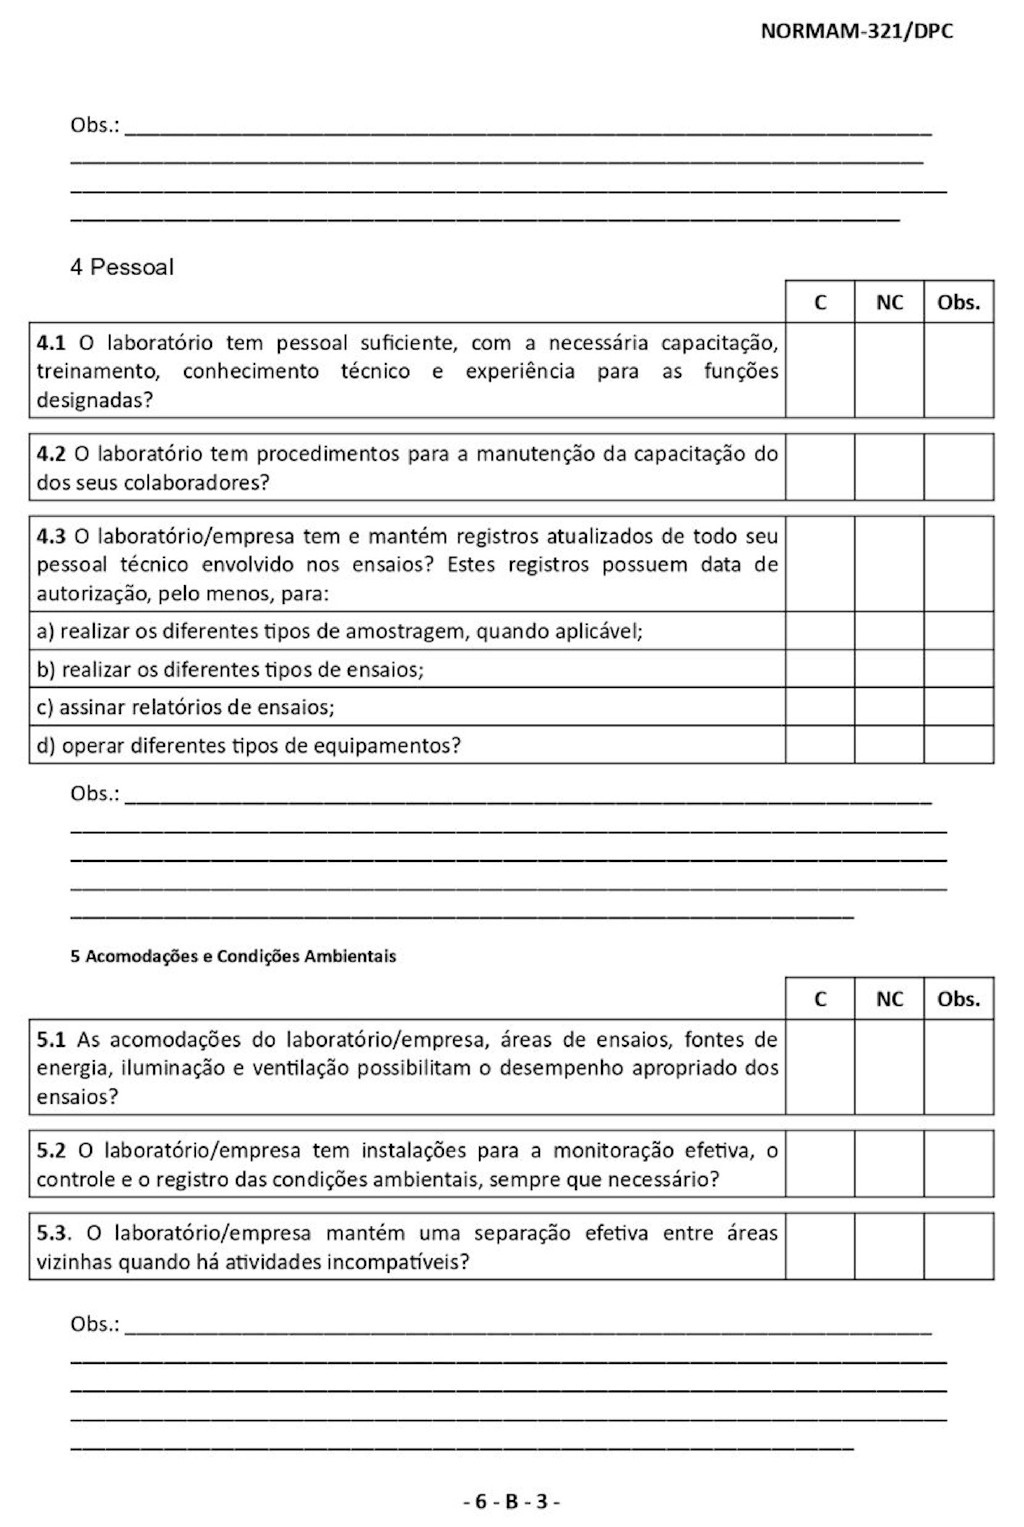 NORMAM-321/DPC
Obs.:
4 Pessoal
C NC Obs.
4.1 O laboratório tem pessoal suficiente, com a necessária capacitação,
treinamento, conhecimento técnico e experiência para as funções
designadas?
4.2 O laboratório tem procedimentos para a manutenção da capacitação do
dos seus colaboradores?
4.3 O laboratório/empresa tem e mantém registros atualizados de todo seu
pessoal técnico envolvido nos ensaios? Estes registros possuem data de
autorização, pelo menos, para:
a) realizar os diferentes tipos de amostragem, quando aplicável;
b) realizar os diferentes tipos de ensaios;
c) assinar relatórios de ensaios;
d) operar diferentes tipos de equipamentos?
Obs.:
5 Acomodações e Condições Ambientais
C NC Obs.
5.1 As acomodações do laboratório/empresa, áreas de ensaios, fontes de
energia, iluminação e ventilação possibilitam o desempenho apropriado dos
ensaios?
5.2 O laboratório/empresa tem instalações para a monitoração efetiva, o
controle e o registro das condições ambientais, sempre que necessário?
5.3. O laboratório/empresa mantém uma separação efetiva entre áreas
vizinhas quando há atividades incompatíveis?
Obs.:
- 6 - B - 3 -